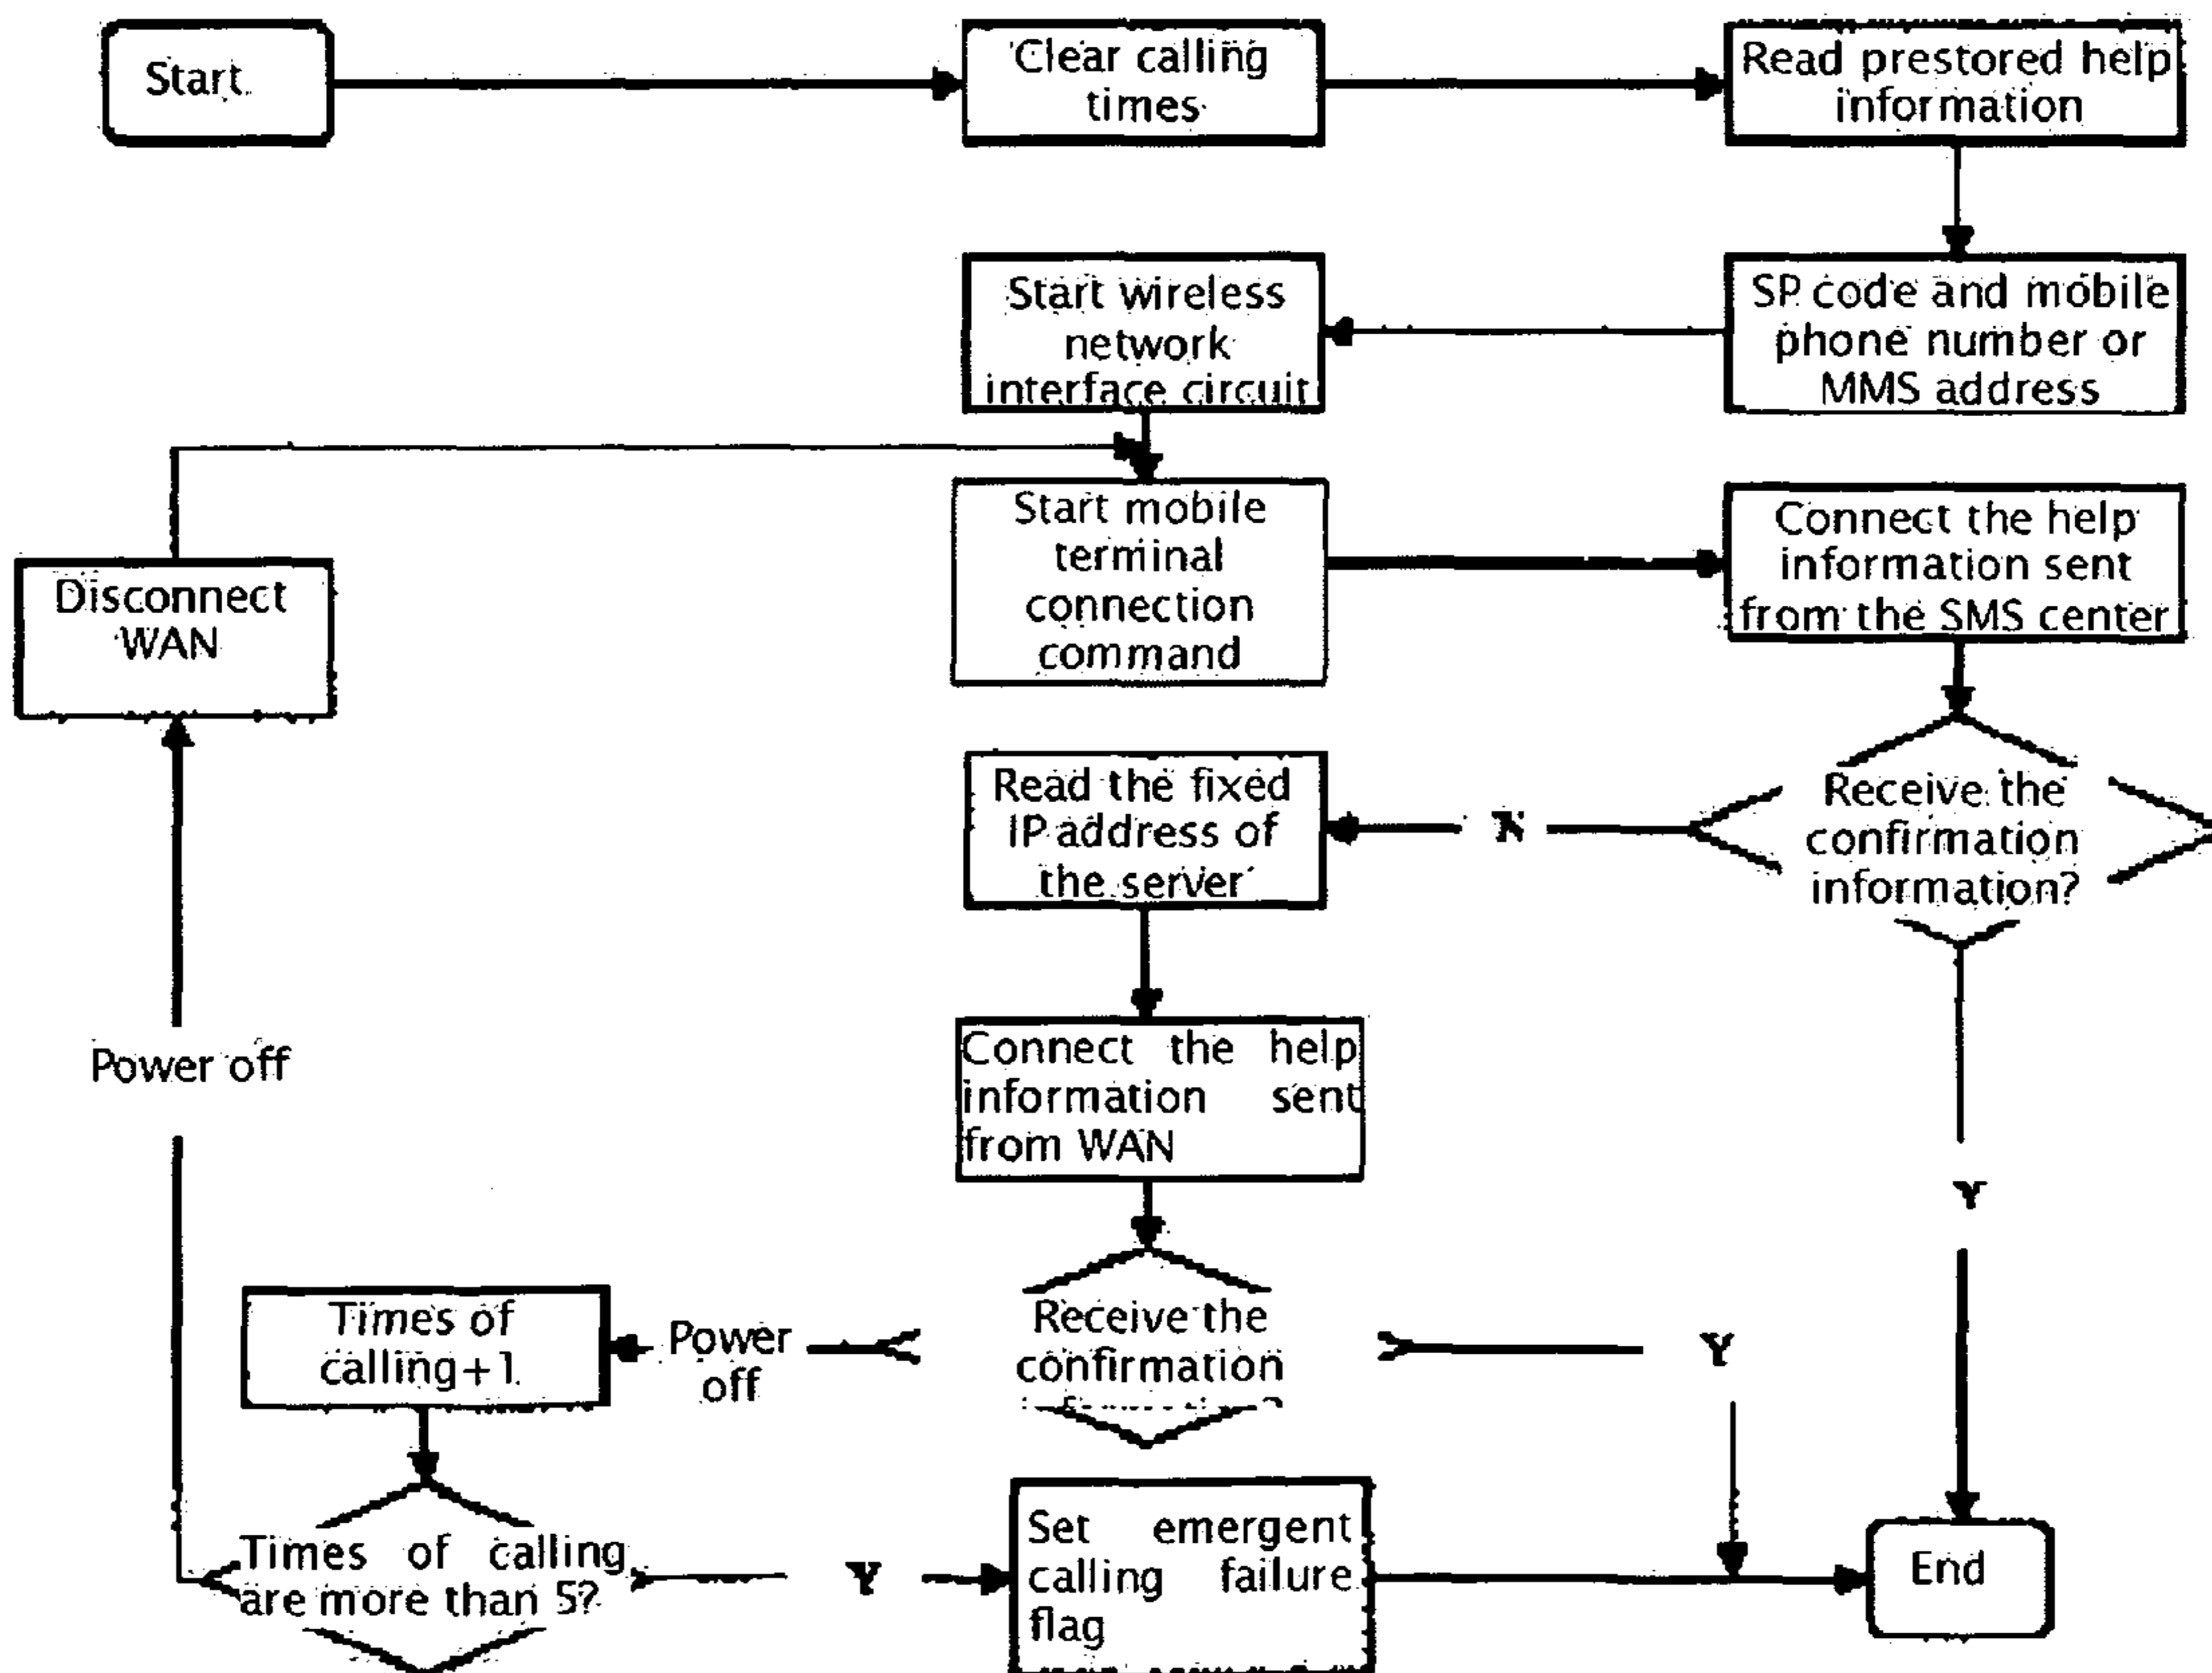 Start
Clear calling
times
Read prestored help
information
Start wireless
network
interface circuit
SP code and mobile
phone number or
MMS address
Disconnect
WAN
Start mobile
terminal
connection
command
Connect the help
information sent
from the SMS center
Read the fixed
IP address of
the server
Receive the
confirmation
information?
Connect the help
information sent
from WAN
Power off
Y
Times of
calling+1
Power
off
Receive the
confirmation
Y
Times of calling
are more than 5?
Y
Set emergent
calling failure
flag
End